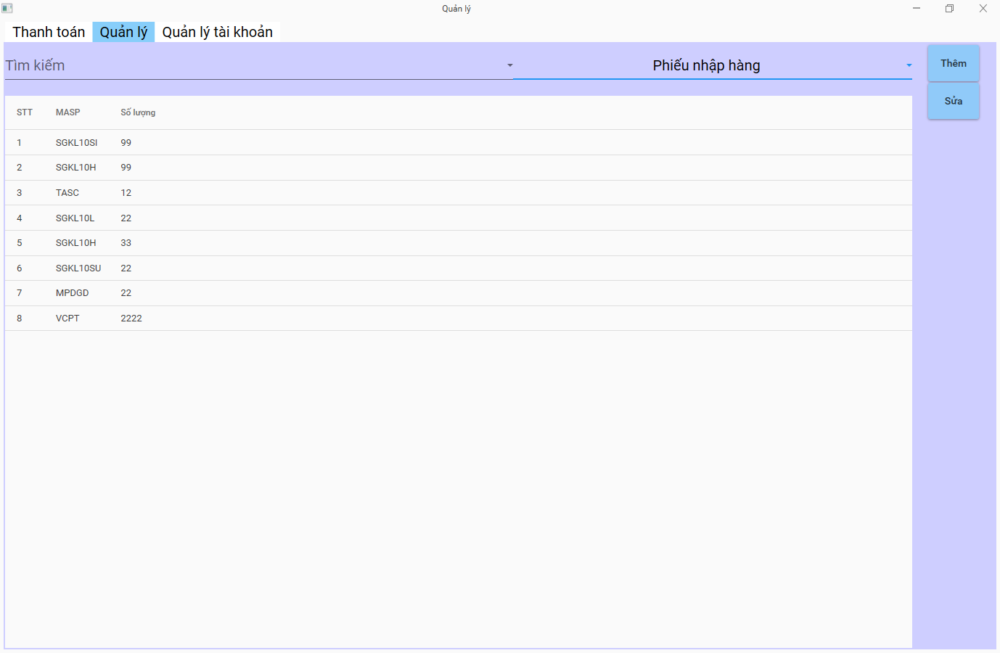 Quản lý
Thanh toán Quản lý Quản lý tài khoản
Tìm kiếm Phiếu nhập hàng Thêm
Sửa
STT MASP Số lượng
1 SGKL10SI 99
2 SGKL10H 99
3 TASC 12
4 SGKL10L 22
5 SGKL10H 33
6 SGKL10SU 22
7 MPDGD 22
8 VCPT 2222